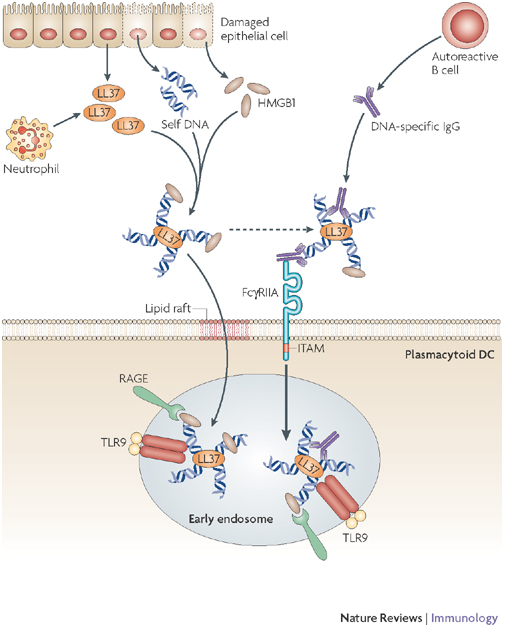 Damaged
epithelial cell
Autoreactive
B cell
LL37
LL37
LL37
HMGB1
Self DNA
DNA-specific IgG
Neutrophil
LL37
LL37
FcγRIIA
Lipid raft
ITAM
Plasmacytoid DC
RAGE
TLR9
LL37
LL37
Early endosome
TLR9
Nature Reviews | Immunology